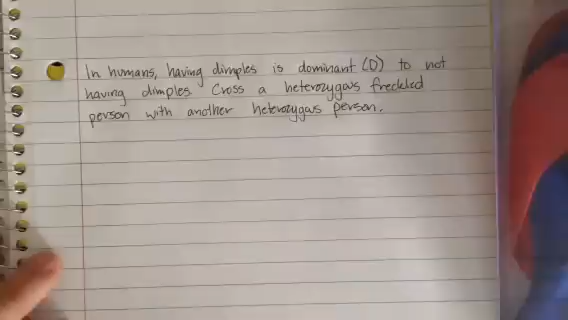 In humans, having dimples is dominant (D) to not
having dimples. Cross a heterozygous freckled
person with another heterozygous person.